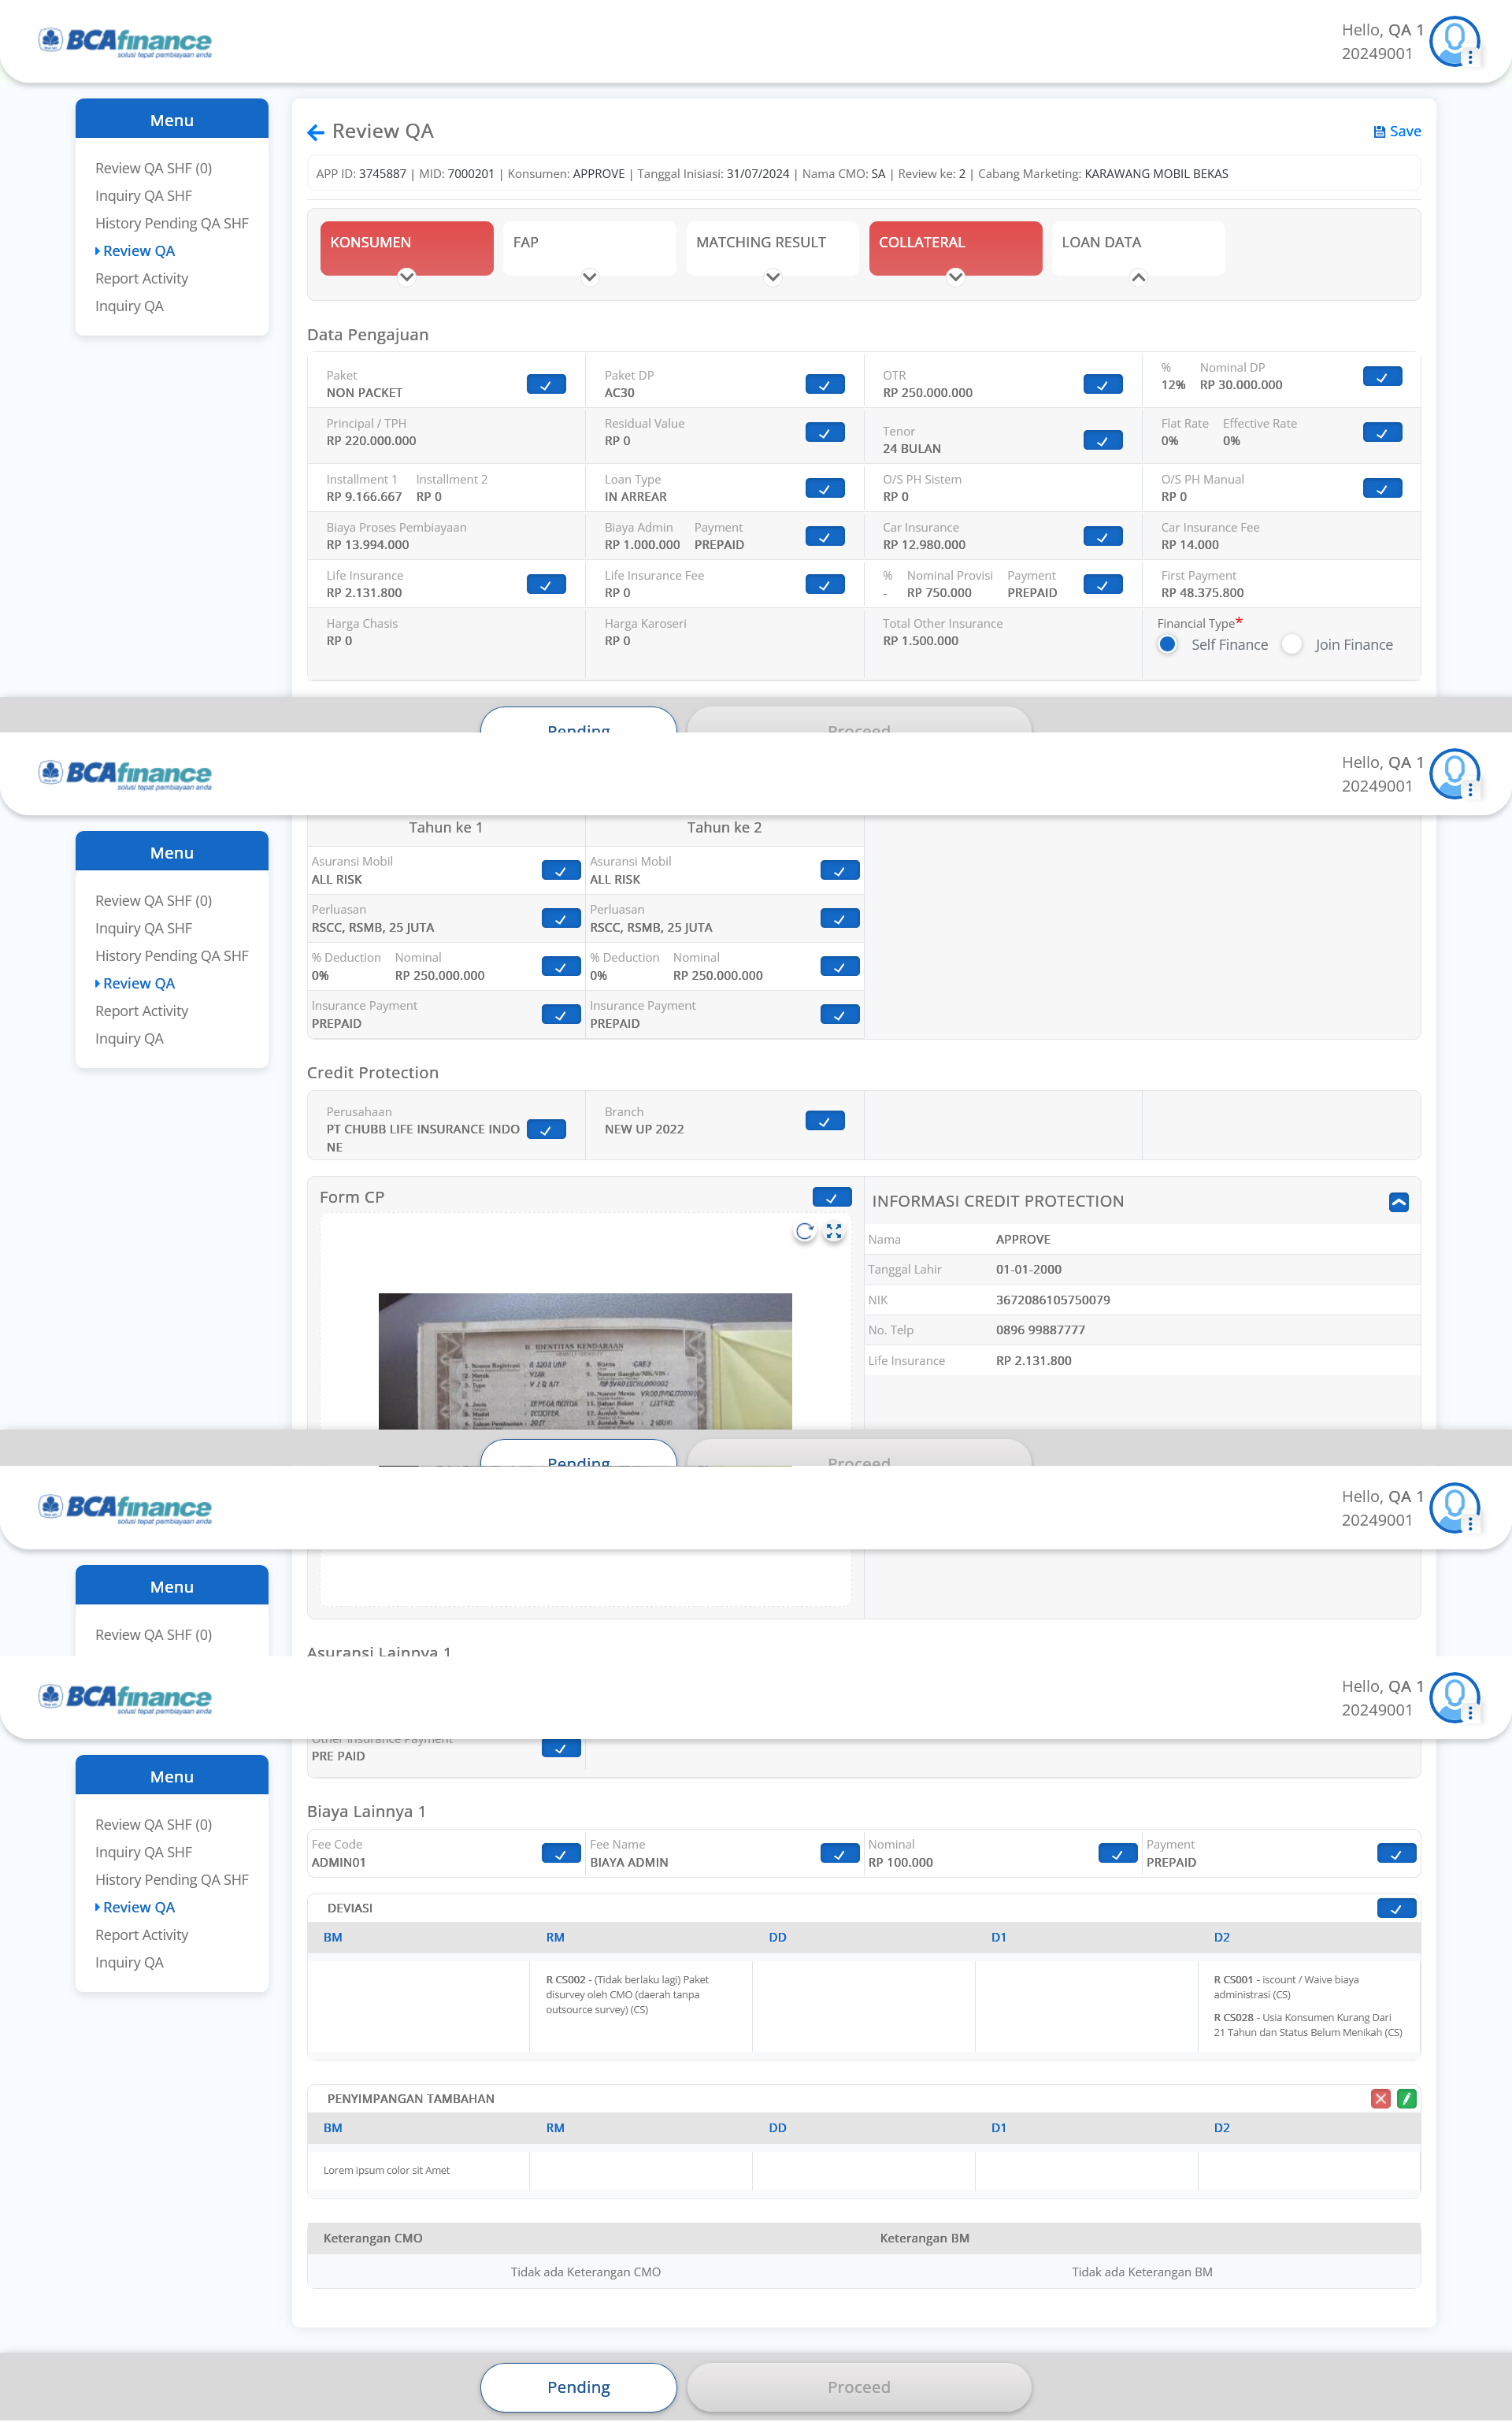 BCAfinance
solusi tepat pembiayaan anda
Hello, QA 1
20249001
Menu
Review QA SHF (0)
Inquiry QA SHF
History Pending QA SHF
Review QA
Report Activity
Inquiry QA
Review QA
Save
APP ID: 3745887 | MID: 7000201 | Konsumen: APPROVE | Tanggal Inisiasi: 31/07/2024 | Nama CMO: SA | Review ke: 2 | Cabang Marketing: KARAWANG MOBIL BEKAS
KONSUMEN FAP MATCHING RESULT COLLATERAL LOAN DATA
Data Pengajuan
Paket Paket DP OTR % Nominal DP
NON PACKET AC30 RP 250.000.000 12% RP 30.000.000
Principal / TPH Residual Value Tenor Flat Rate Effective Rate
RP 220.000.000 RP 0 24 BULAN 0% 0%
Installment 1 Installment 2 Loan Type O/S PH Sistem O/S PH Manual
RP 9.166.667 RP 0 IN ARREAR RP 0 RP 0
Biaya Proses Pembiayaan Biaya Admin Payment Car Insurance Car Insurance Fee
RP 13.994.000 RP 1.000.000 PREPAID RP 12.980.000 RP 14.000
Life Insurance Life Insurance Fee % Nominal Provisi Payment First Payment
RP 2.131.800 RP 0 - RP 750.000 PREPAID RP 48.375.800
Harga Chasis Harga Karoseri Total Other Insurance Financial Type*
RP 0 RP 0 RP 1.500.000 Self Finance Join Finance
Pending Proceed
BCAfinance
solusi tepat pembiayaan anda
Hello, QA 1
20249001
Menu
Review QA SHF (0)
Inquiry QA SHF
History Pending QA SHF
Review QA
Report Activity
Inquiry QA
Tahun ke 1 Tahun ke 2
Asuransi Mobil Asuransi Mobil
ALL RISK ALL RISK
Perluasan Perluasan
RSCC, RSMB, 25 JUTA RSCC, RSMB, 25 JUTA
% Deduction Nominal % Deduction Nominal
0% RP 250.000.000 0% RP 250.000.000
Insurance Payment Insurance Payment
PREPAID PREPAID
Credit Protection
Perusahaan Branch
PT CHUBB LIFE INSURANCE INDO NEW UP 2022
NE
Form CP
II. IDENTITAS KENDARAAN
1. Nomor Registrasi
2. Merek : VIAR
3. Type : V 1 Q A/T
INFORMASI CREDIT PROTECTION
Nama APPROVE
Tanggal Lahir 01-01-2000
NIK 3672086105750079
No. Telp 0896 99887777
Life Insurance RP 2.131.800
Pending Proceed
BCAfinance
solusi tepat pembiayaan anda
Hello, QA 1
20249001
Menu
Review QA SHF (0)
Asuransi Lainnya 1
BCAfinance
solusi tepat pembiayaan anda
Hello, QA 1
20249001
Menu
Review QA SHF (0)
Inquiry QA SHF
History Pending QA SHF
Review QA
Report Activity
Inquiry QA
Other Insurance Payment
PRE PAID
Biaya Lainnya 1
Fee Code Fee Name Nominal Payment
ADMIN01 BIAYA ADMIN RP 100.000 PREPAID
DEVIASI
BM RM DD D1 D2
R CS002 - (Tidak berlaku lagi) Paket
disurvey oleh CMO (daerah tanpa
outsource survey) (CS)
R CS001 - iscount / Waive biaya
administrasi (CS)
R CS028 - Usia Konsumen Kurang Dari
21 Tahun dan Status Belum Menikah (CS)
PENYIMPANGAN TAMBAHAN
BM RM DD D1 D2
Lorem ipsum color sit Amet
Keterangan CMO Keterangan BM
Tidak ada Keterangan CMO Tidak ada Keterangan BM
Pending Proceed